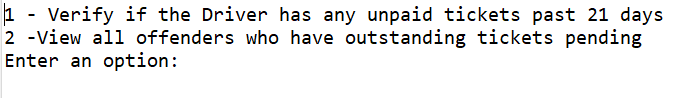 1 - Verify if the Driver has any unpaid tickets past 21 days
2 -View all offenders who have outstanding tickets pending
Enter an option: